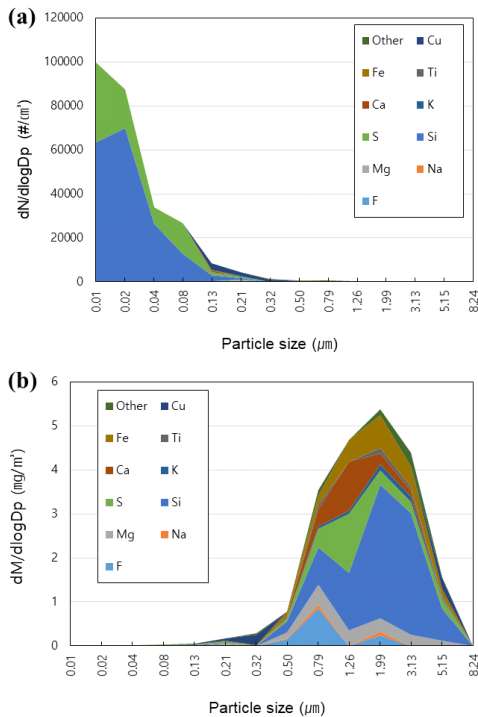 (a)
120000
100000
80000
60000
40000
20000
0
dN/dlogDp (#/㎤)
Other
Cu
Fe
Ti
Ca
K
S
Si
Mg
Na
F
0.01
0.02
0.04
0.08
0.13
0.21
0.32
0.50
0.79
1.26
1.99
3.13
5.15
8.24
Particle size (㎛)
(b)
6
5
4
3
2
1
0
dM/dlogDp (mg/㎥)
Other
Cu
Fe
Ti
Ca
K
S
Si
Mg
Na
F
0.01
0.02
0.04
0.08
0.13
0.21
0.32
0.50
0.79
1.26
1.99
3.13
5.15
8.24
Particle size (㎛)